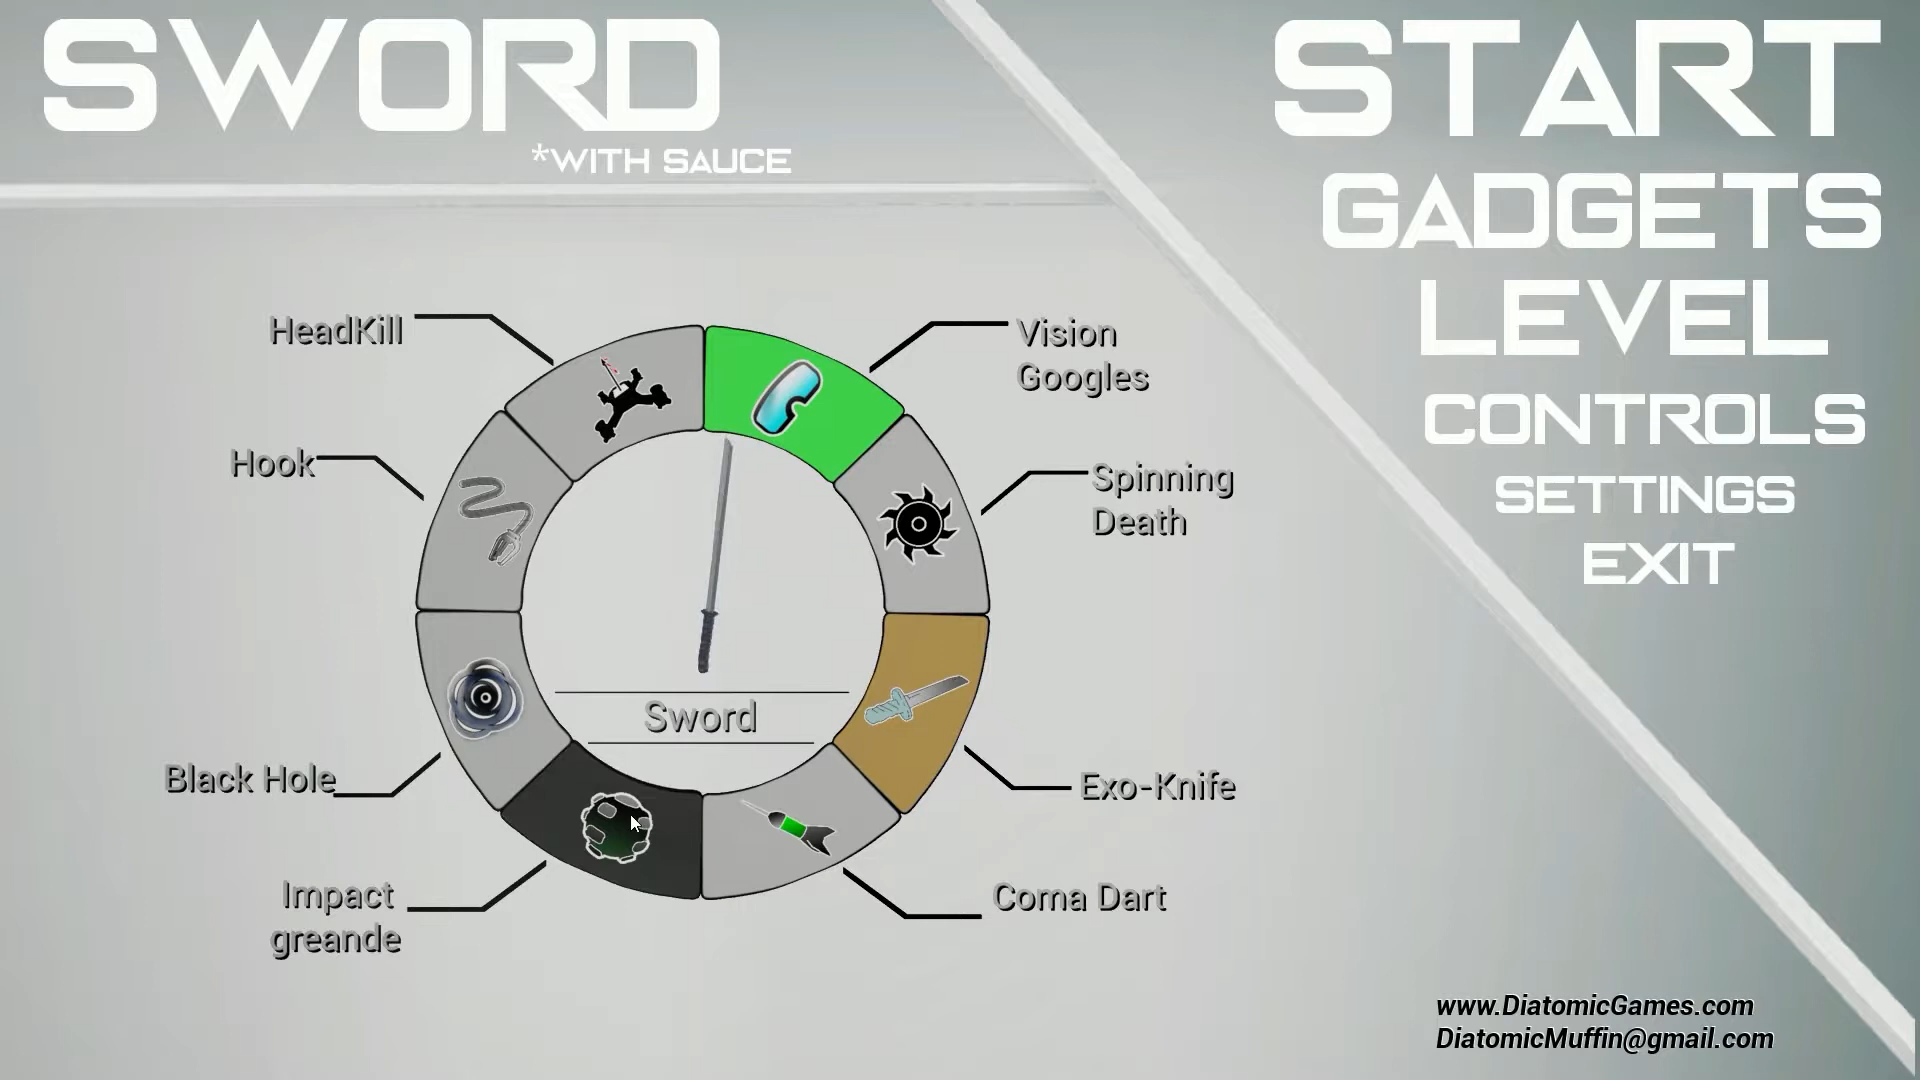 SWORD
*WITH SAUCE
START
GADGETS
LEVEL
CONTROLS
SETTINGS
EXIT
HeadKill
Vision
Googles
Hook
Spinning
Death
Sword
Black Hole
Exo-Knife
Impact
greande
Coma Dart
www.DiatomicGames.com
DiatomicMuffin@gmail.com